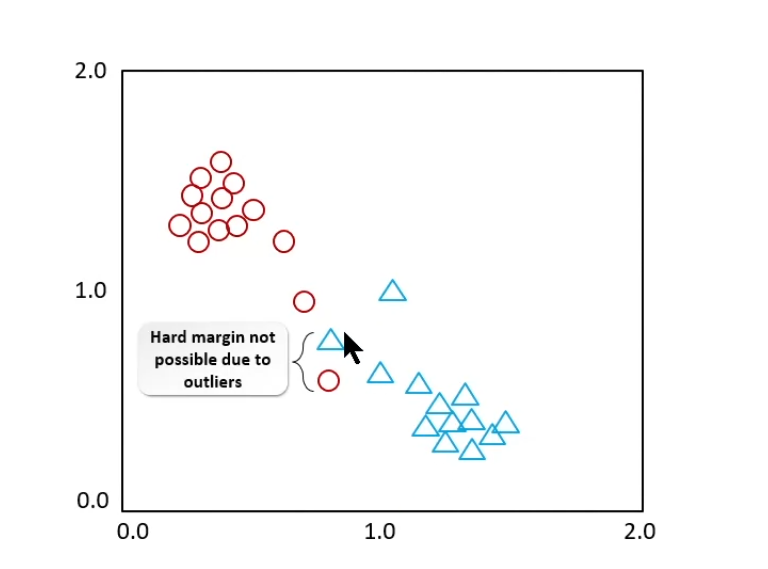 2.0
1.0
Hard margin not
possible due to
outliers
0.0
0.0 1.0 2.0